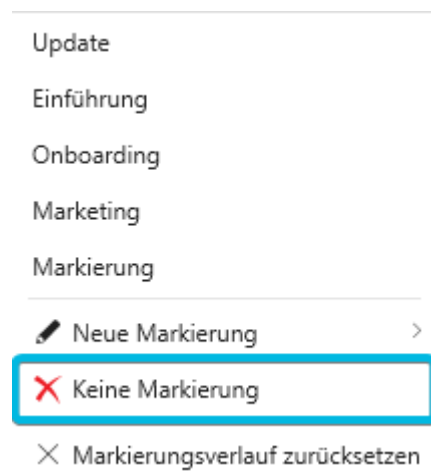 Update
Einführung
Onboarding
Marketing
Markierung
Neue Markierung
Keine Markierung
Markierungsverlauf zurücksetzen